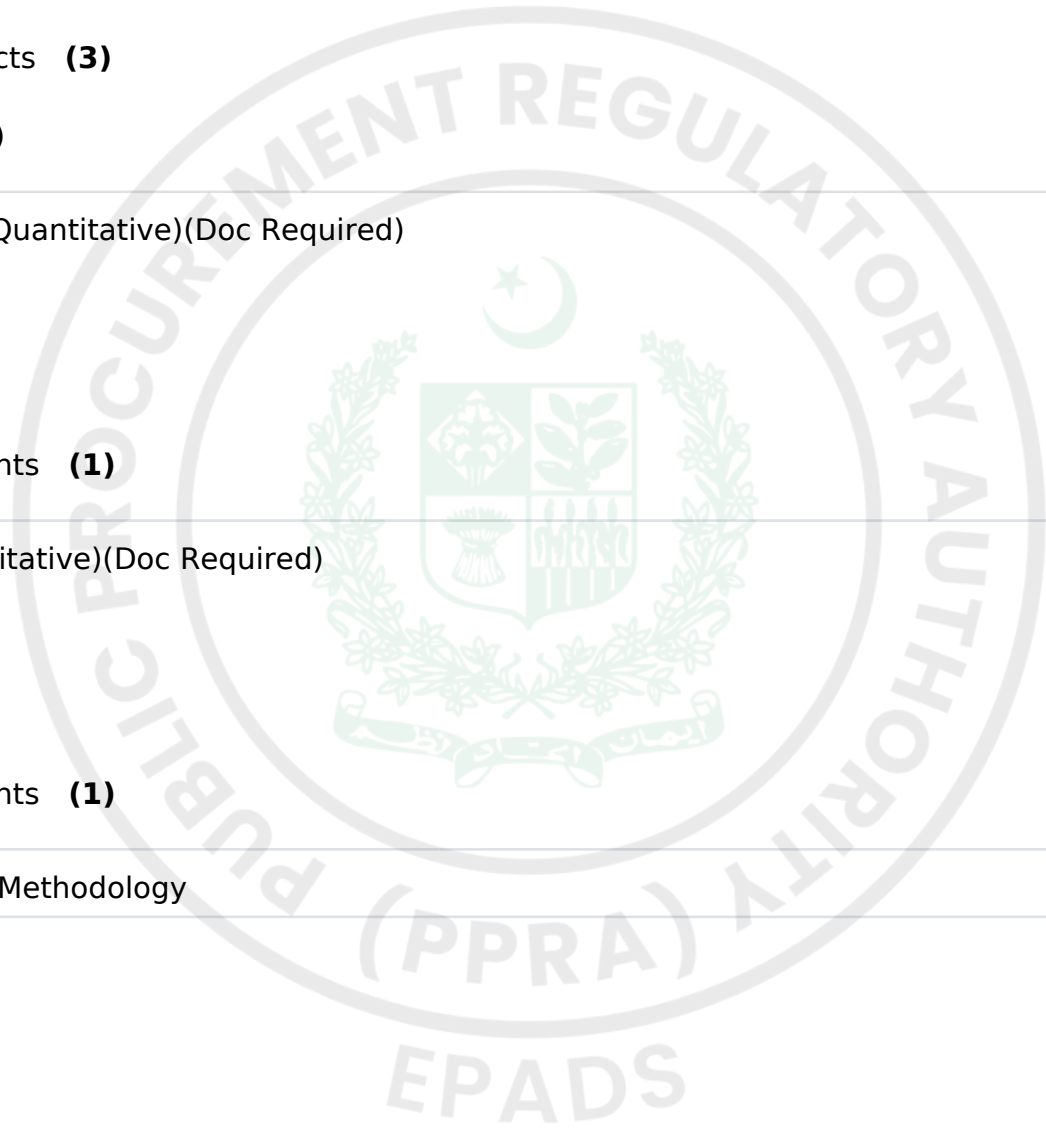 cts (3)
)
Quantitative)(Doc Required)
nts (1)
itative)(Doc Required)
nts (1)
Methodology
PUBLIC PROCUREMENT REGULATORY AUTHORITY
(PPRA)
EPADS